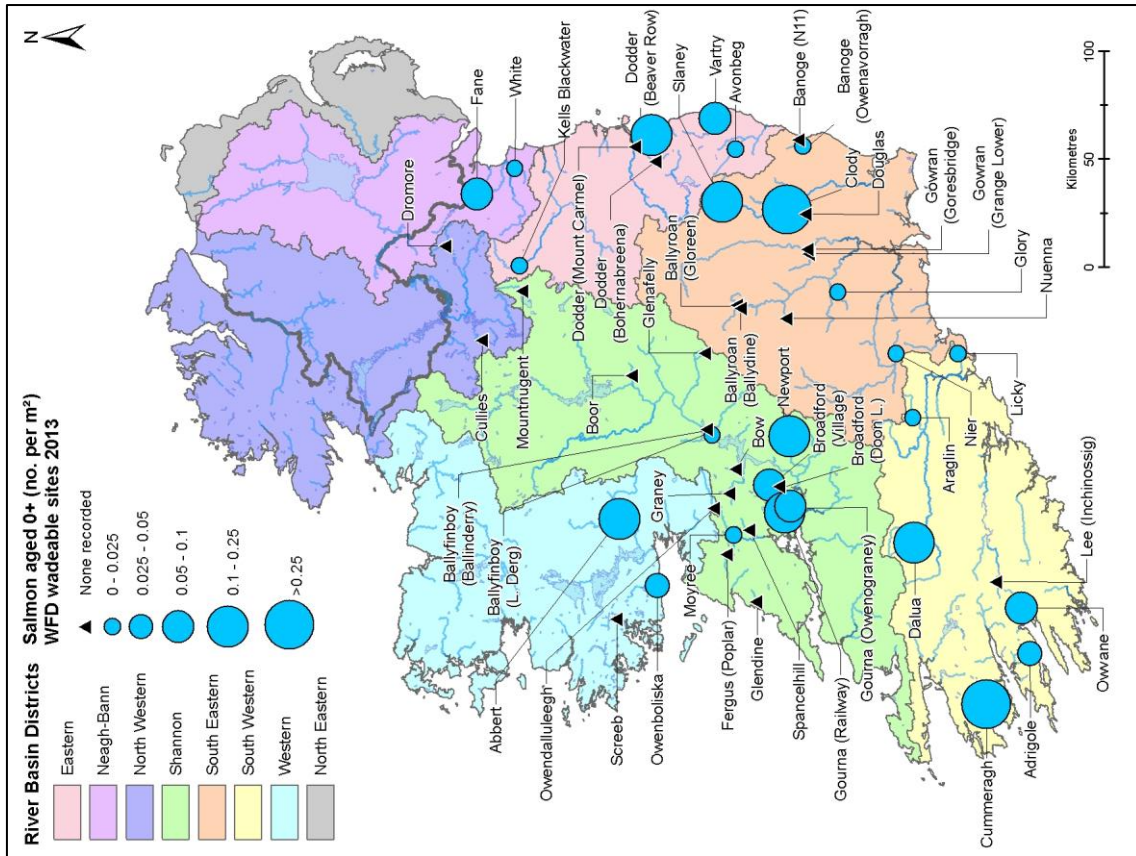 River Basin Districts
Eastern
Neagh-Bann
North Western
Shannon
South Eastern
South Western
Western
North Eastern
Salmon aged 0+ (no. per m²)
WFD wadeable sites 2013
None recorded
0 - 0.025
0.025 - 0.05
0.05 - 0.1
0.1 - 0.25
>0.25
N
Dromore
Fane
White
Kells Blackwater
Cullies
Mountnugent
Boor
Dodder (Mount Carmel)
Dodder
(Bohernabreena)
Dodder
(Beaver Row)
Slaney
Vartry
Avonbeg
Glenafelly
Ballyroan
(Gloreen)
Ballyroan
(Ballydine)
Banoge (N11)
Banoge
(Owenavorragh)
Clody
Douglas
Gowran
(Goresbridge)
Gowran
(Grange Lower)
Glory
Nuenna
Ballyfinboy
(Ballinderry)
Ballyfinboy
(L. Derg)
Graney
Bow
Newport
Broadford
(Village)
Broadford
(Doon L.)
Abbert
Owendalluleegh
Screeb
Owenboliska
Moyree
Fergus (Poplar)
Glendine
Spancelhill
Gourna (Railway)
Gourna (Owenogarney)
Dalua
Araglin
Nier
Licky
Lee (Inchinossig)
Cummeragh
Adrigole
Owvane
0
50
100
Kilometres